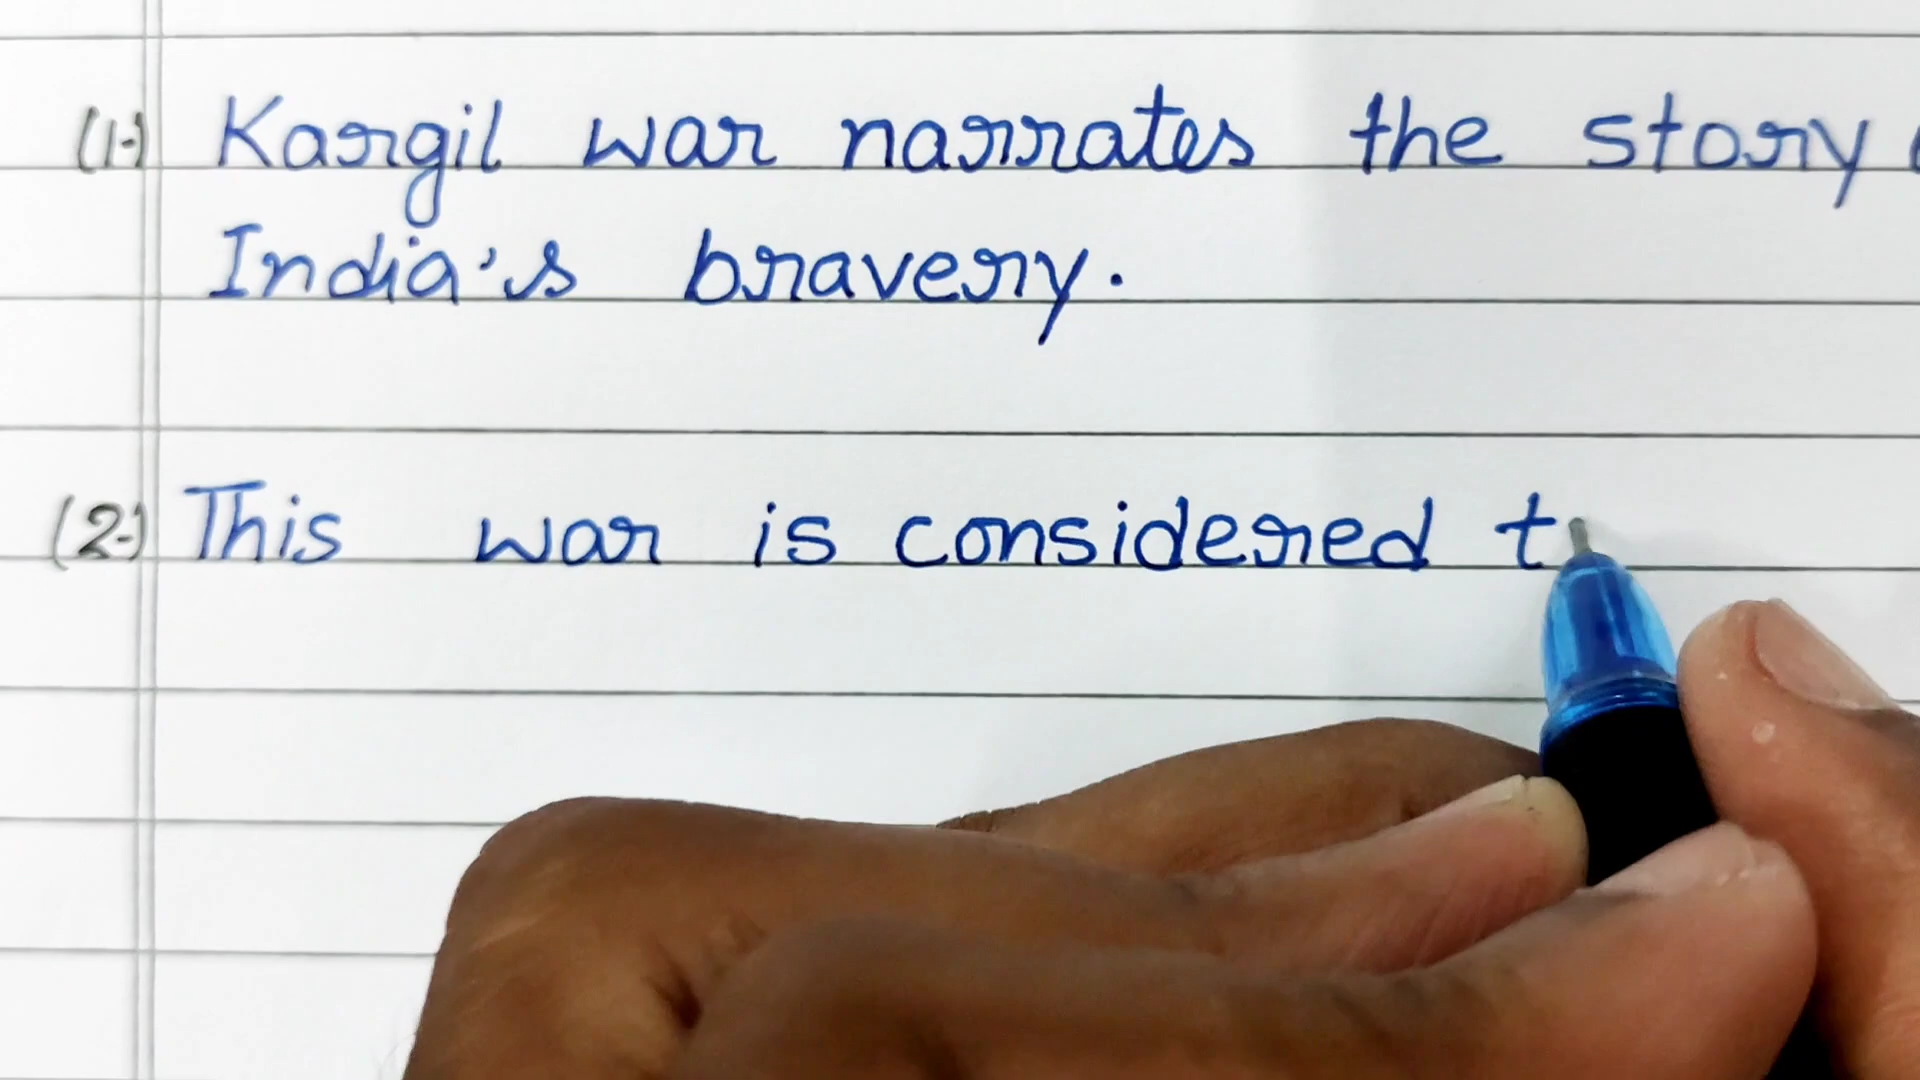 (1.) Kargil war narrates the story
India's bravery.
(2.) This war is considered t